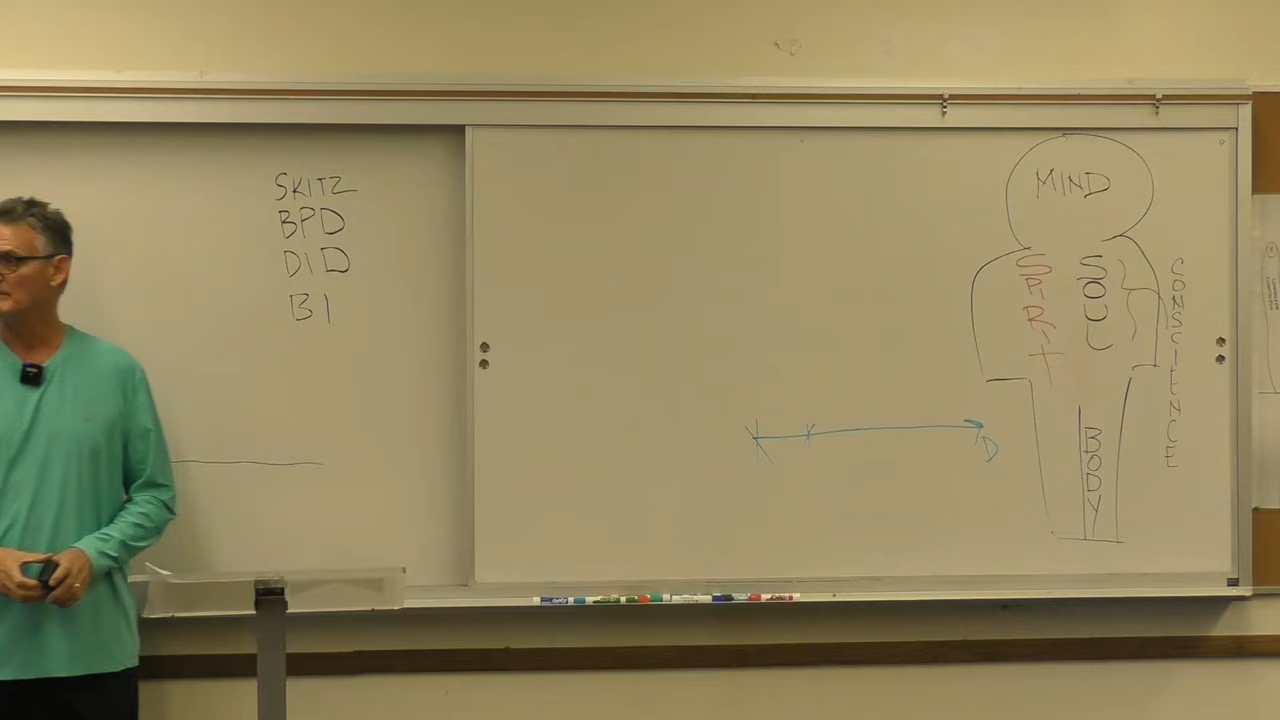 SKITZ
BPD
DID
BI
MIND
SPIRIT
SOUL
CONSCIENCE
BODY
D